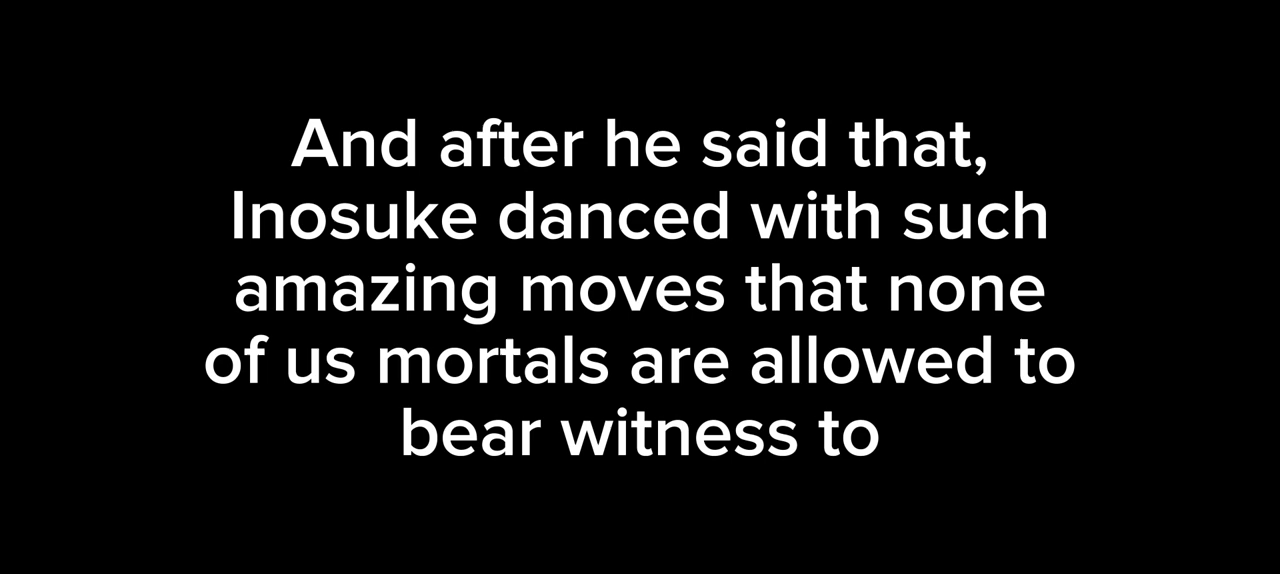 And after he said that,
Inosuke danced with such
amazing moves that none
of us mortals are allowed to
bear witness to